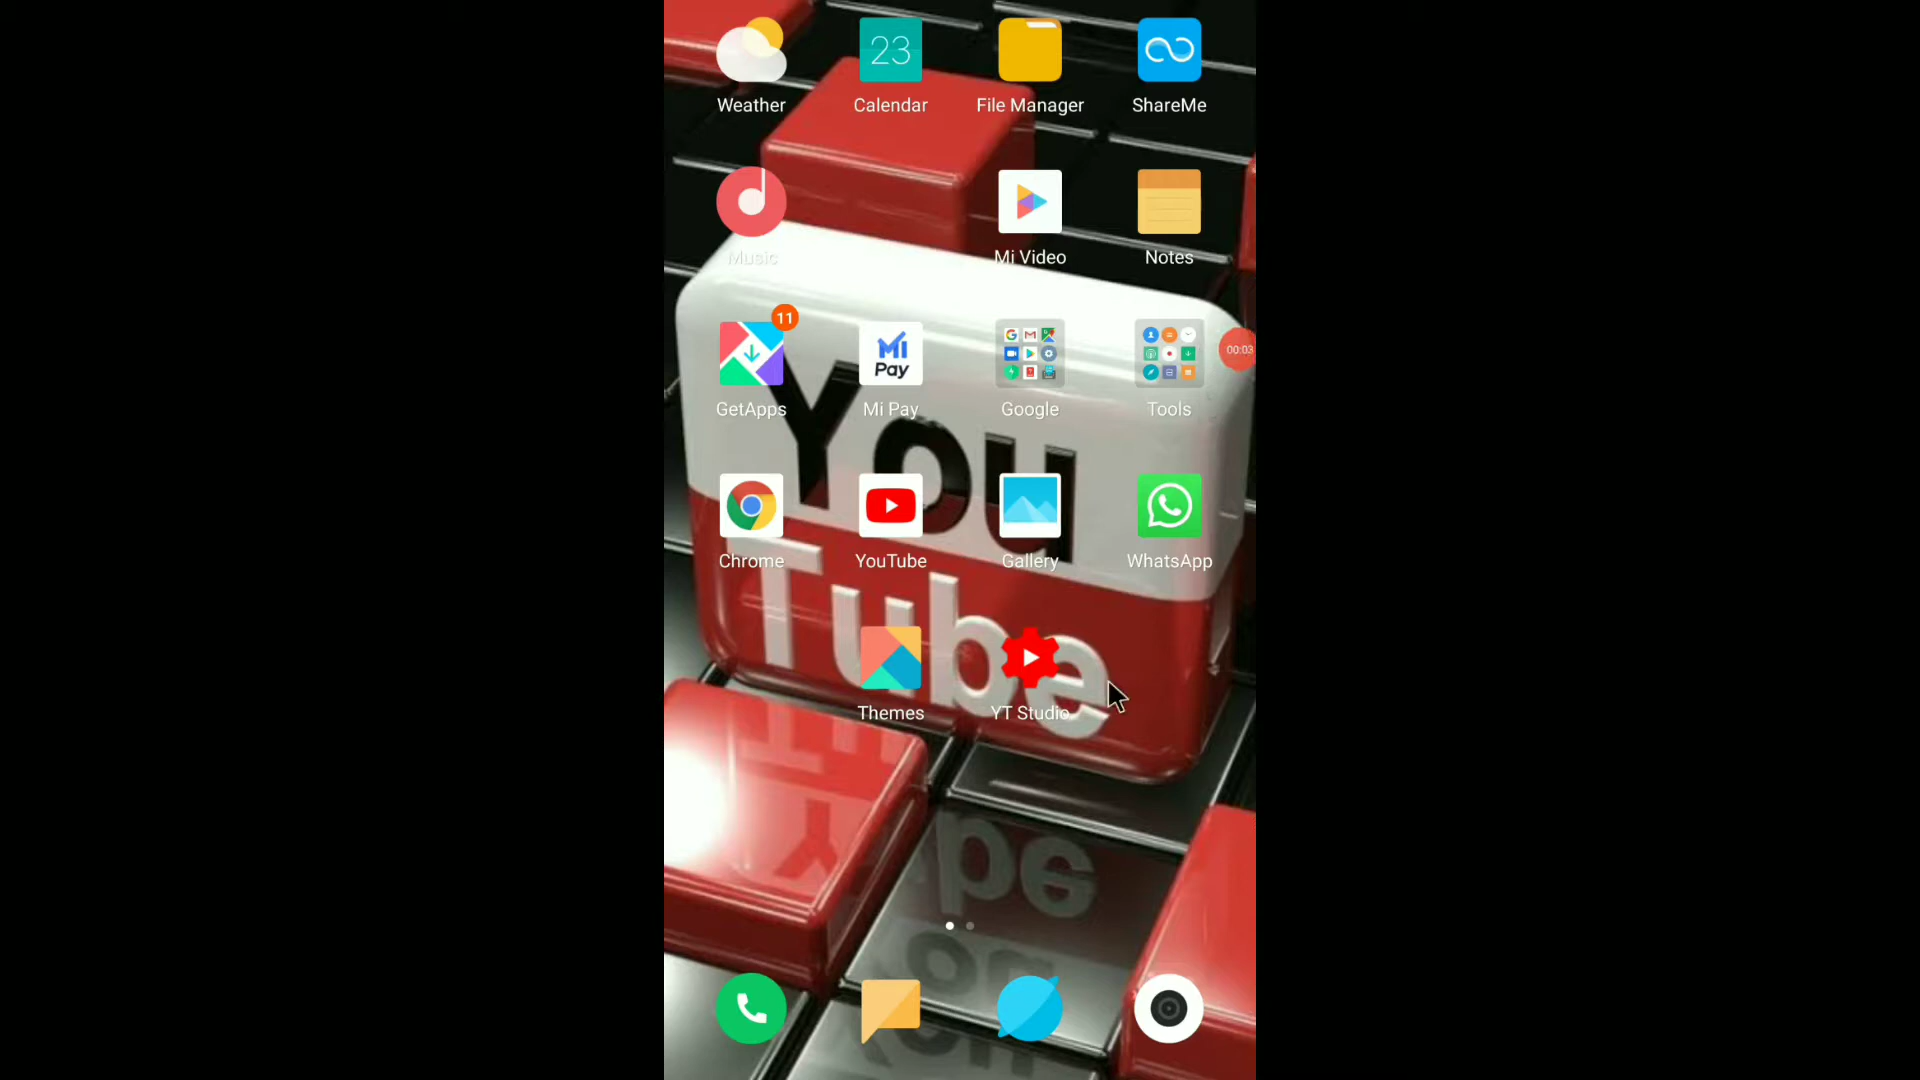 23
Weather Calendar File Manager ShareMe
Music Mi Video Notes
11
Mi Pay
00:03
GetApps Mi Pay Google Tools
You
Chrome YouTube Gallery WhatsApp
Tube
Themes YT Studio